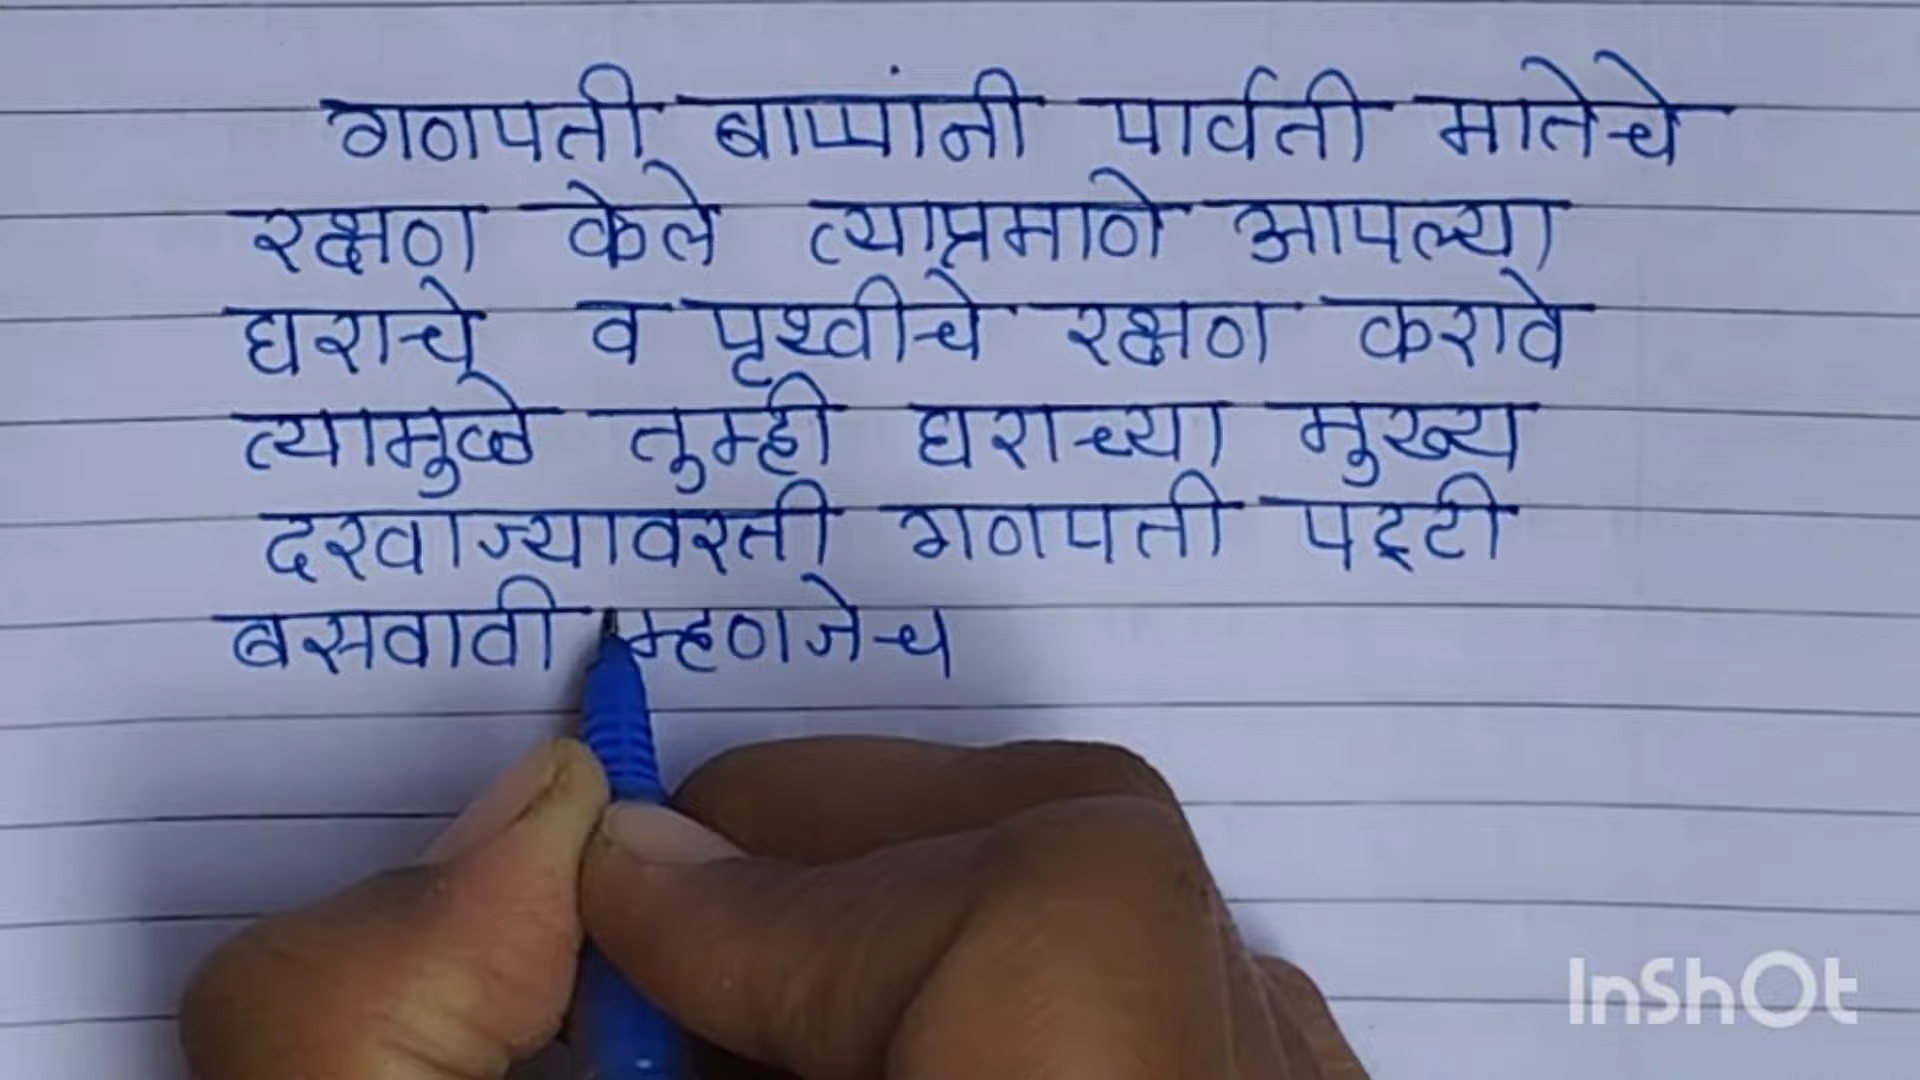 गणपती बाप्पांनी पार्वती मातेचे
रक्षण केले त्याप्रमाणे आपल्या
घराचे व पृथ्वीचे रक्षण करावे
त्यामुळे तुम्ही घराच्या मुख्य
दरवाज्यावरती गणपती पट्टी
बसवावी म्हणजेच
InShOt